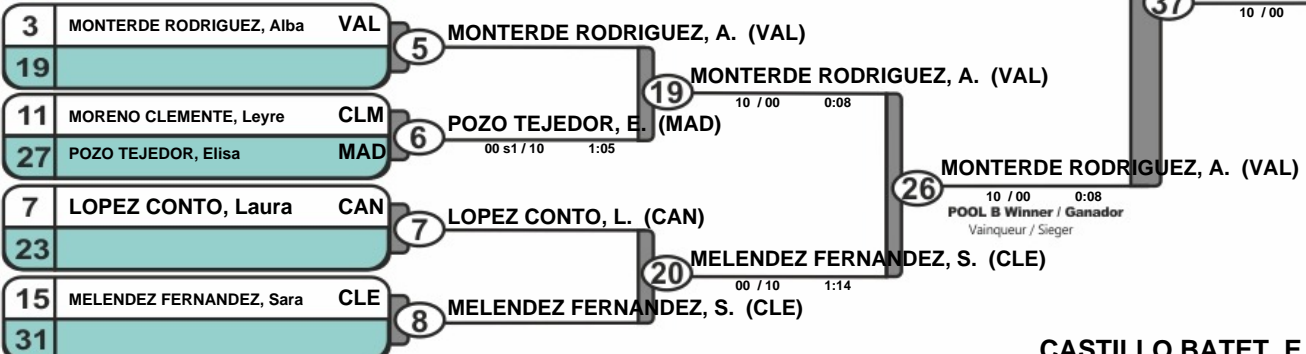 37
10 / 00
3 MONTERDE RODRIGUEZ, Alba VAL
19
5
MONTERDE RODRIGUEZ, A. (VAL)
19
MONTERDE RODRIGUEZ, A. (VAL)
10 / 00 0:08
11 MORENO CLEMENTE, Leyre CLM
27 POZO TEJEDOR, Elisa MAD
6
POZO TEJEDOR, E. (MAD)
00 s1 / 10 1:05
26
MONTERDE RODRIGUEZ, A. (VAL)
10 / 00 0:08
POOL B Winner / Ganador
Vainqueur / Sieger
7 LOPEZ CONTO, Laura CAN
23
7
LOPEZ CONTO, L. (CAN)
20
MELENDEZ FERNANDEZ, S. (CLE)
00 / 10 1:14
15 MELENDEZ FERNANDEZ, Sara CLE
31
8
MELENDEZ FERNANDEZ, S. (CLE)
CASTILLO BATET, E